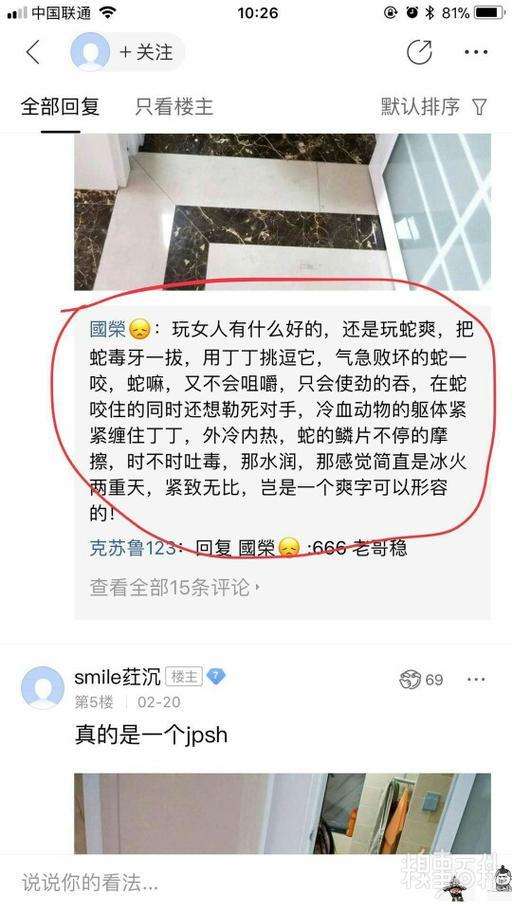 中国联通
10:26
81%
+ 关注
全部回复 只看楼主 默认排序
國榮😞：玩女人有什么好的，还是玩蛇爽，把
蛇毒牙一拔，用丁丁挑逗它，气急败坏的蛇一
咬，蛇嘛，又不会咀嚼，只会使劲的吞，在蛇
咬住的同时还想勒死对手，冷血动物的躯体紧
紧缠住丁丁，外冷内热，蛇的鳞片不停的摩
擦，时不时吐毒，那水润，那感觉简直是冰火
两重天，紧致无比，岂是一个爽字可以形容
的！
克苏鲁123：回复 國榮😞 :666 老哥稳
查看全部15条评论
smile荭沉 楼主 7
69
第5楼 02-20
真的是一个jpsh
说说你的看法...
糗事百科